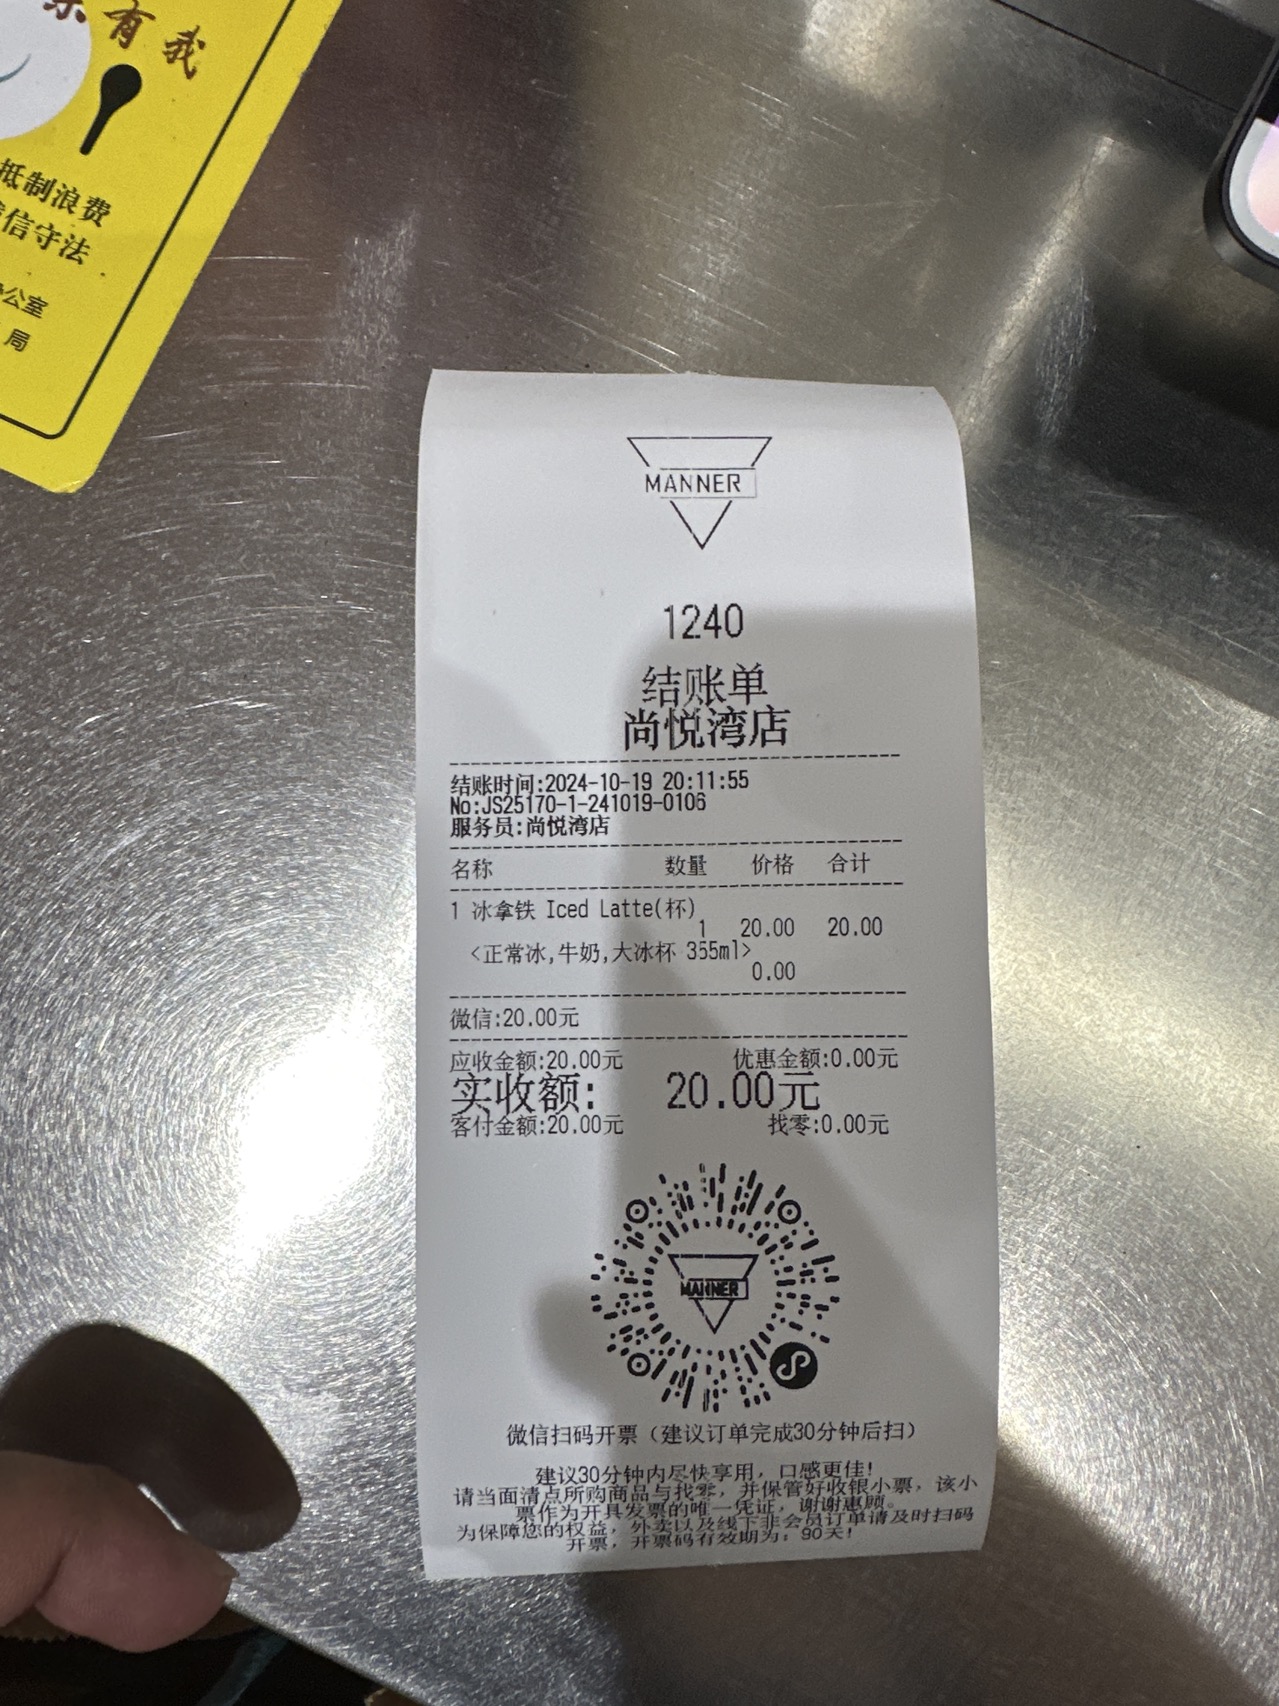 有我
抵制浪费
信守法
公室
局
MANNER
1240
结账单
尚悦湾店
结账时间:2024-10-19 20:11:55
No:JS25170-1-241019-0106
服务员:尚悦湾店
名称 数量 价格 合计
1 冰拿铁 Iced Latte(杯)
1 20.00 20.00
<正常冰,牛奶,大冰杯 355ml>
0.00
微信:20.00元
应收金额:20.00元 优惠金额:0.00元
实收额: 20.00元
客付金额:20.00元 找零:0.00元
MANNER
微信扫码开票（建议订单完成30分钟后扫）
建议30分钟内尽快享用，口感更佳！
请当面清点所购商品与找零，并保管好收银小票，该小
票作为开具发票的唯一凭证，谢谢惠顾。
为保障您的权益，外卖以及线下非会员订单请及时扫码
开票，开票码有效期为：90天！